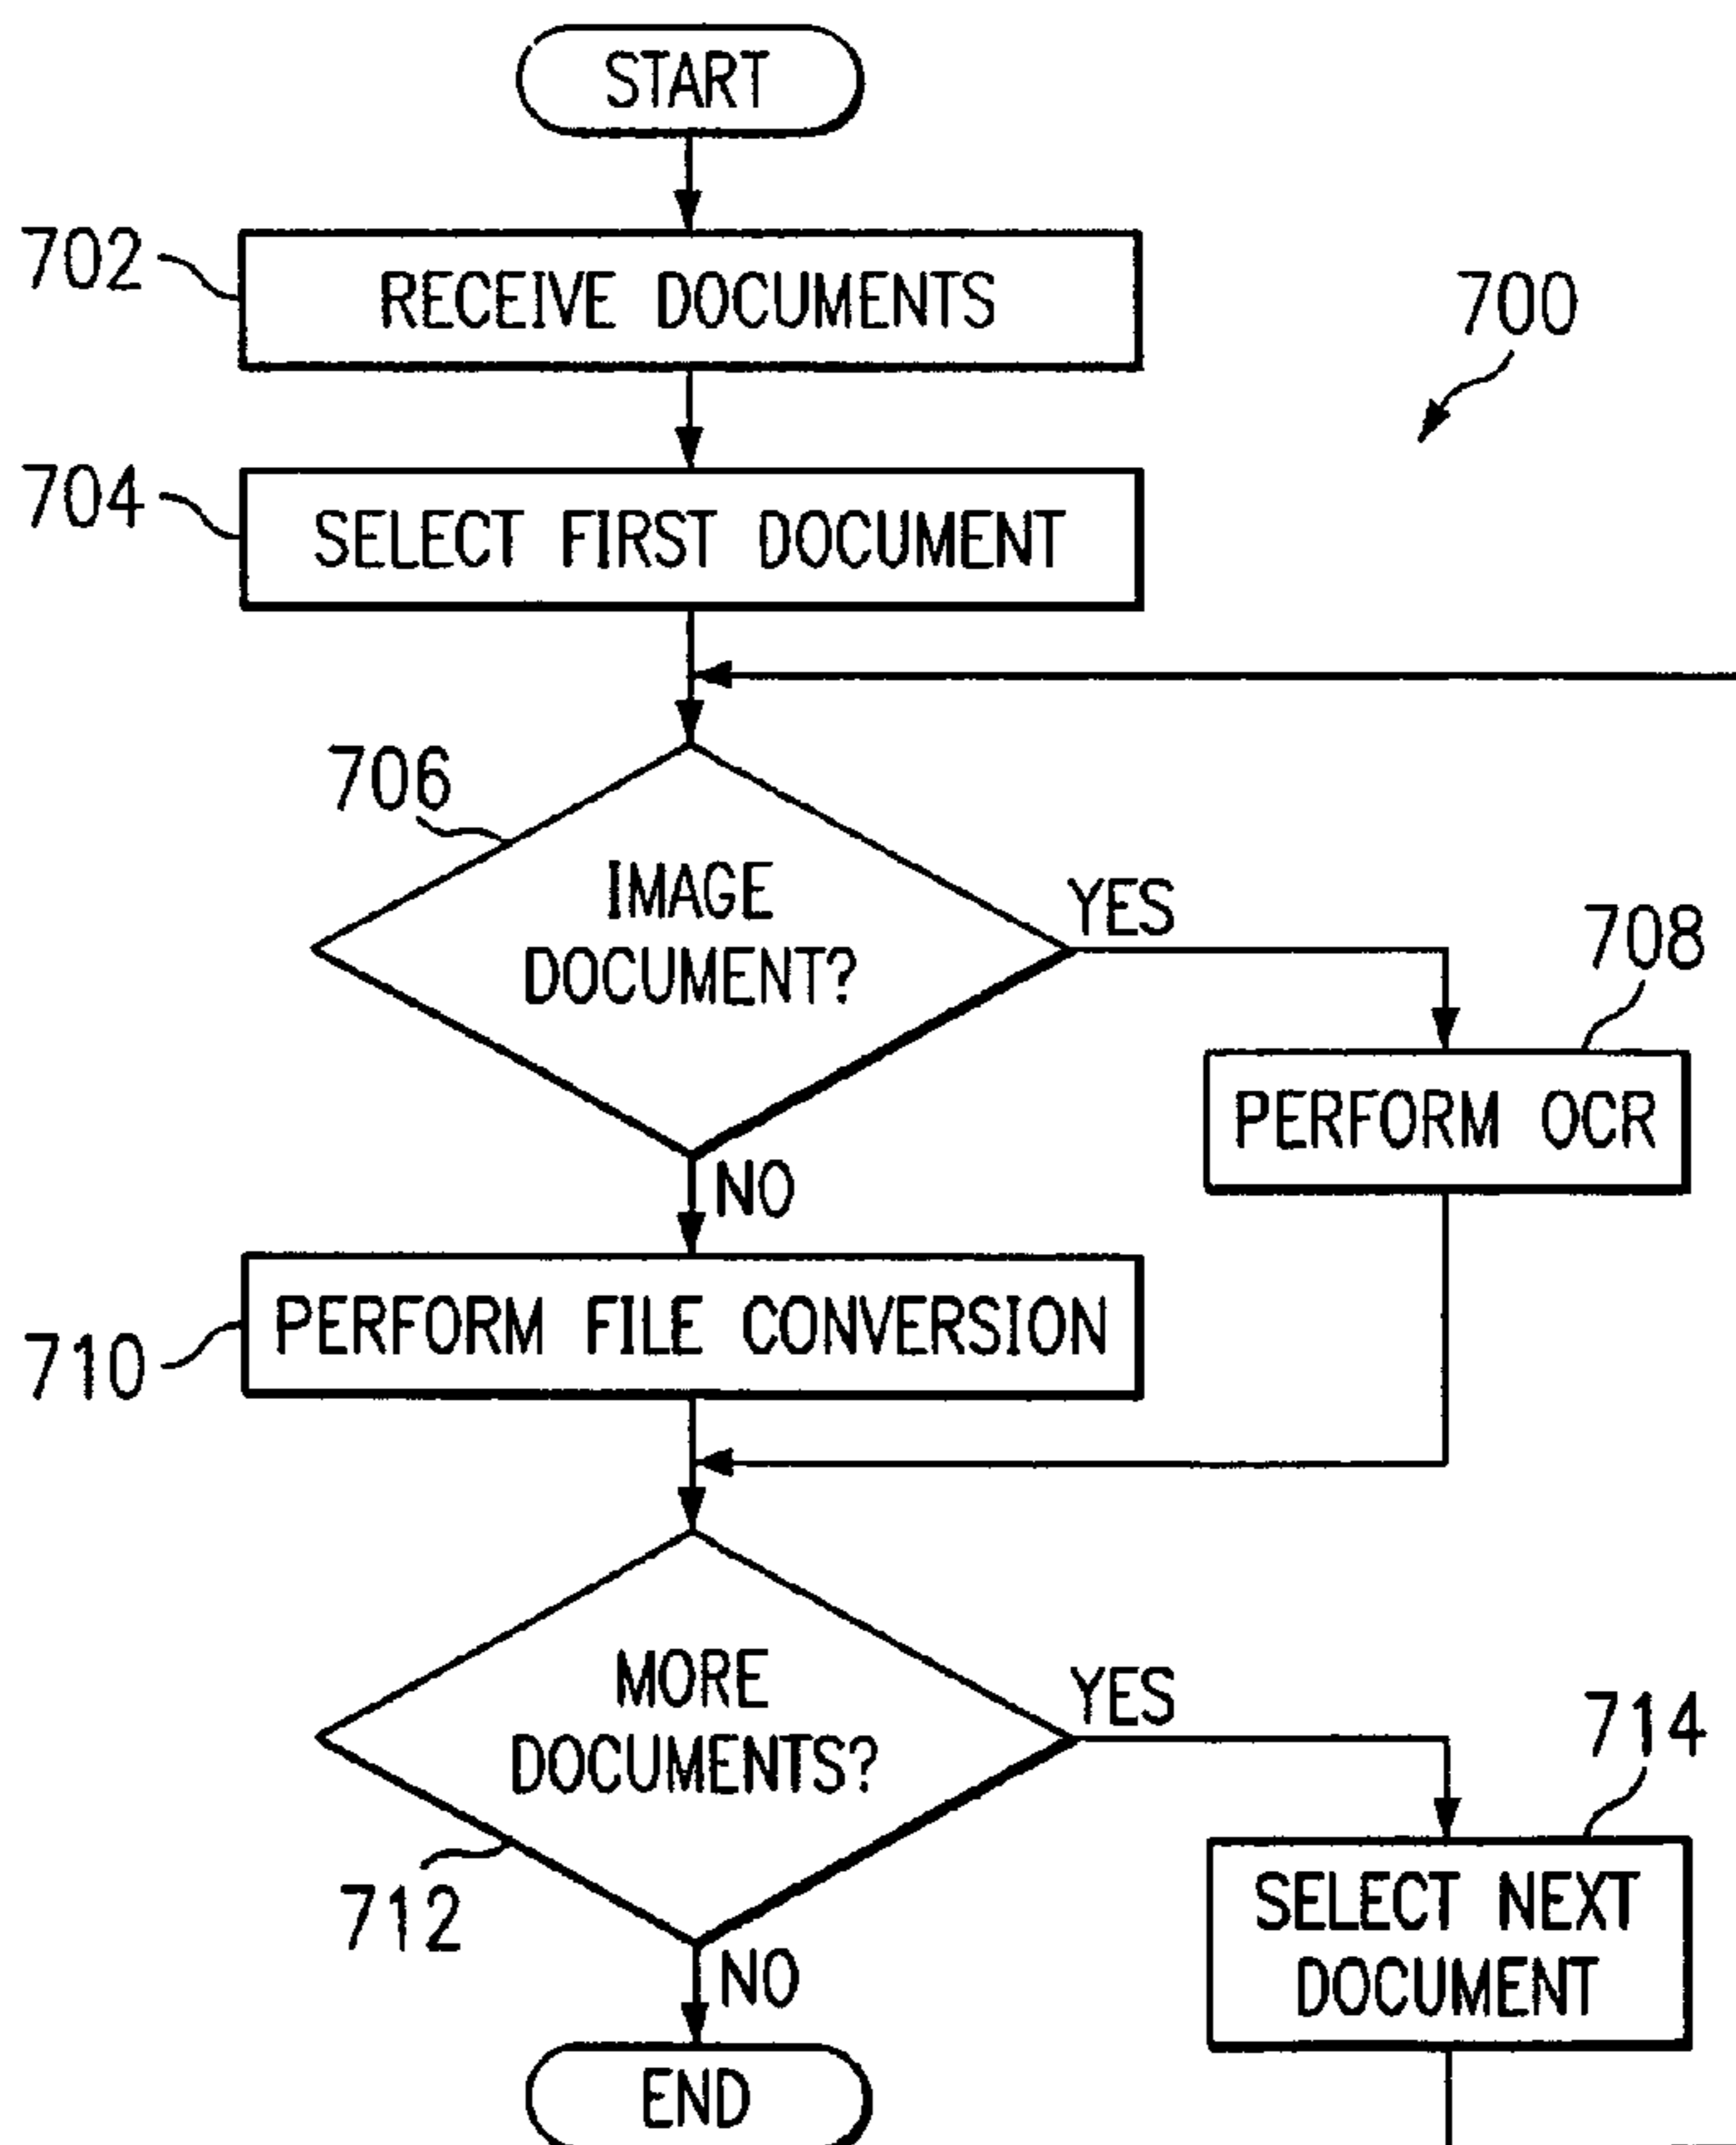 START
702
RECEIVE DOCUMENTS
700
704
SELECT FIRST DOCUMENT
706
IMAGE
DOCUMENT?
YES
708
PERFORM OCR
NO
710
PERFORM FILE CONVERSION
MORE
DOCUMENTS?
YES
714
712
SELECT NEXT
DOCUMENT
NO
END